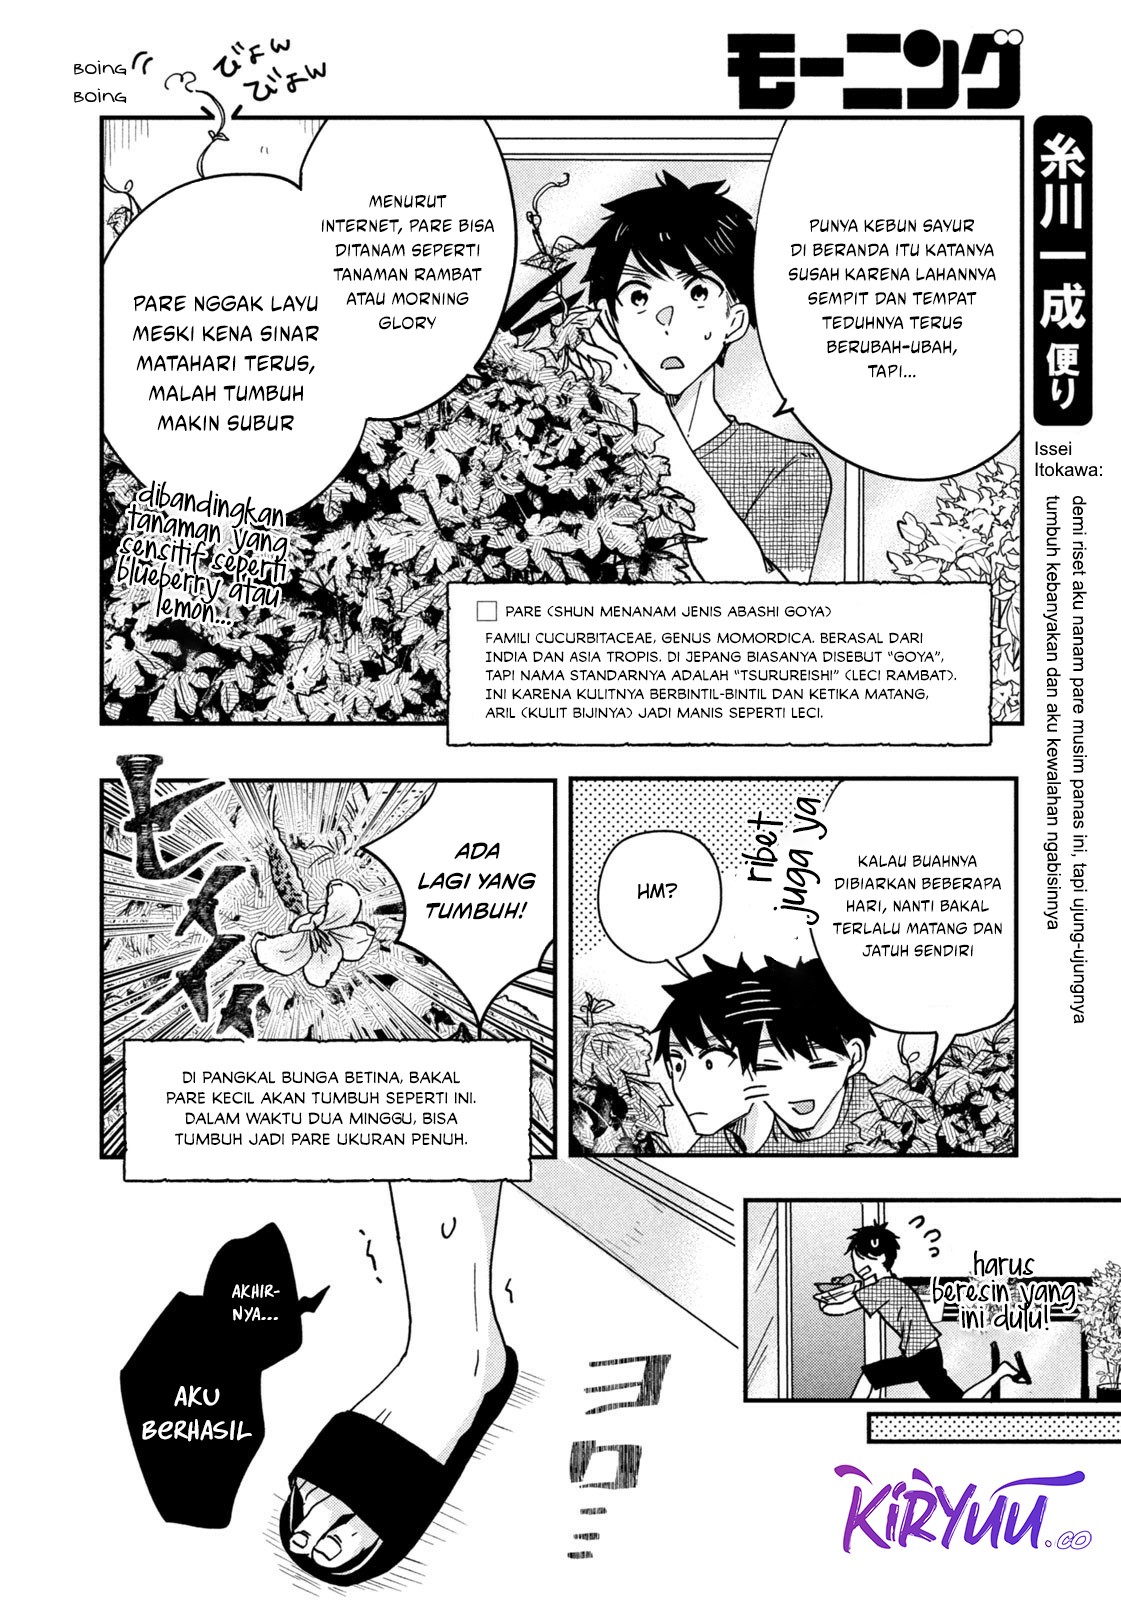 モーニング
糸川一成便り
Issei
Itokawa:
demi riset aku nanam pare musim panas ini, tapi ujung-ujungnya
tumbuh kebanyakan dan aku kewalahan ngabisinnya
PUNYA KEBUN SAYUR
DI BERANDA ITU KATANYA
SUSAH KARENA LAHANNYA
SEMPIT DAN TEMPAT
TEDUHNYA TERUS
BERUBAH-UBAH,
TAPI...
MENURUT
INTERNET, PARE BISA
DITANAM SEPERTI
TANAMAN RAMBAT
ATAU MORNING
GLORY
BOING
BOING
びよん
びよん
PARE NGGAK LAYU
MESKI KENA SINAR
MATAHARI TERUS,
MALAH TUMBUH
MAKIN SUBUR
dibandingkan
tanaman yang
sensitif seperti
blueberry atau
lemon...
PARE (SHUN MENANAM JENIS ABASHI GOYA)
FAMILI CUCURBITACEAE, GENUS MOMORDICA. BERASAL DARI
INDIA DAN ASIA TROPIS. DI JEPANG BIASANYA DISEBUT “GOYA”,
TAPI NAMA STANDARNYA ADALAH “TSURUREISHI” (LECI RAMBAT).
INI KARENA KULITNYA BERBINTIL-BINTIL DAN KETIKA MATANG,
ARIL (KULIT BIJINYA) JADI MANIS SEPERTI LECI.
KALAU BUAHNYA
DIBIARKAN BEBERAPA
HARI, NANTI BAKAL
TERLALU MATANG DAN
JATUH SENDIRI
ribet
juga ya
HM?
ADA
LAGI YANG
TUMBUH!
DI PANGKAL BUNGA BETINA, BAKAL
PARE KECIL AKAN TUMBUH SEPERTI INI.
DALAM WAKTU DUA MINGGU, BISA
TUMBUH JADI PARE UKURAN PENUH.
harus
beresin yang
ini dulu!
ヨロ…
AKHIR-
NYA...
AKU
BERHASIL
KIRYUU.co